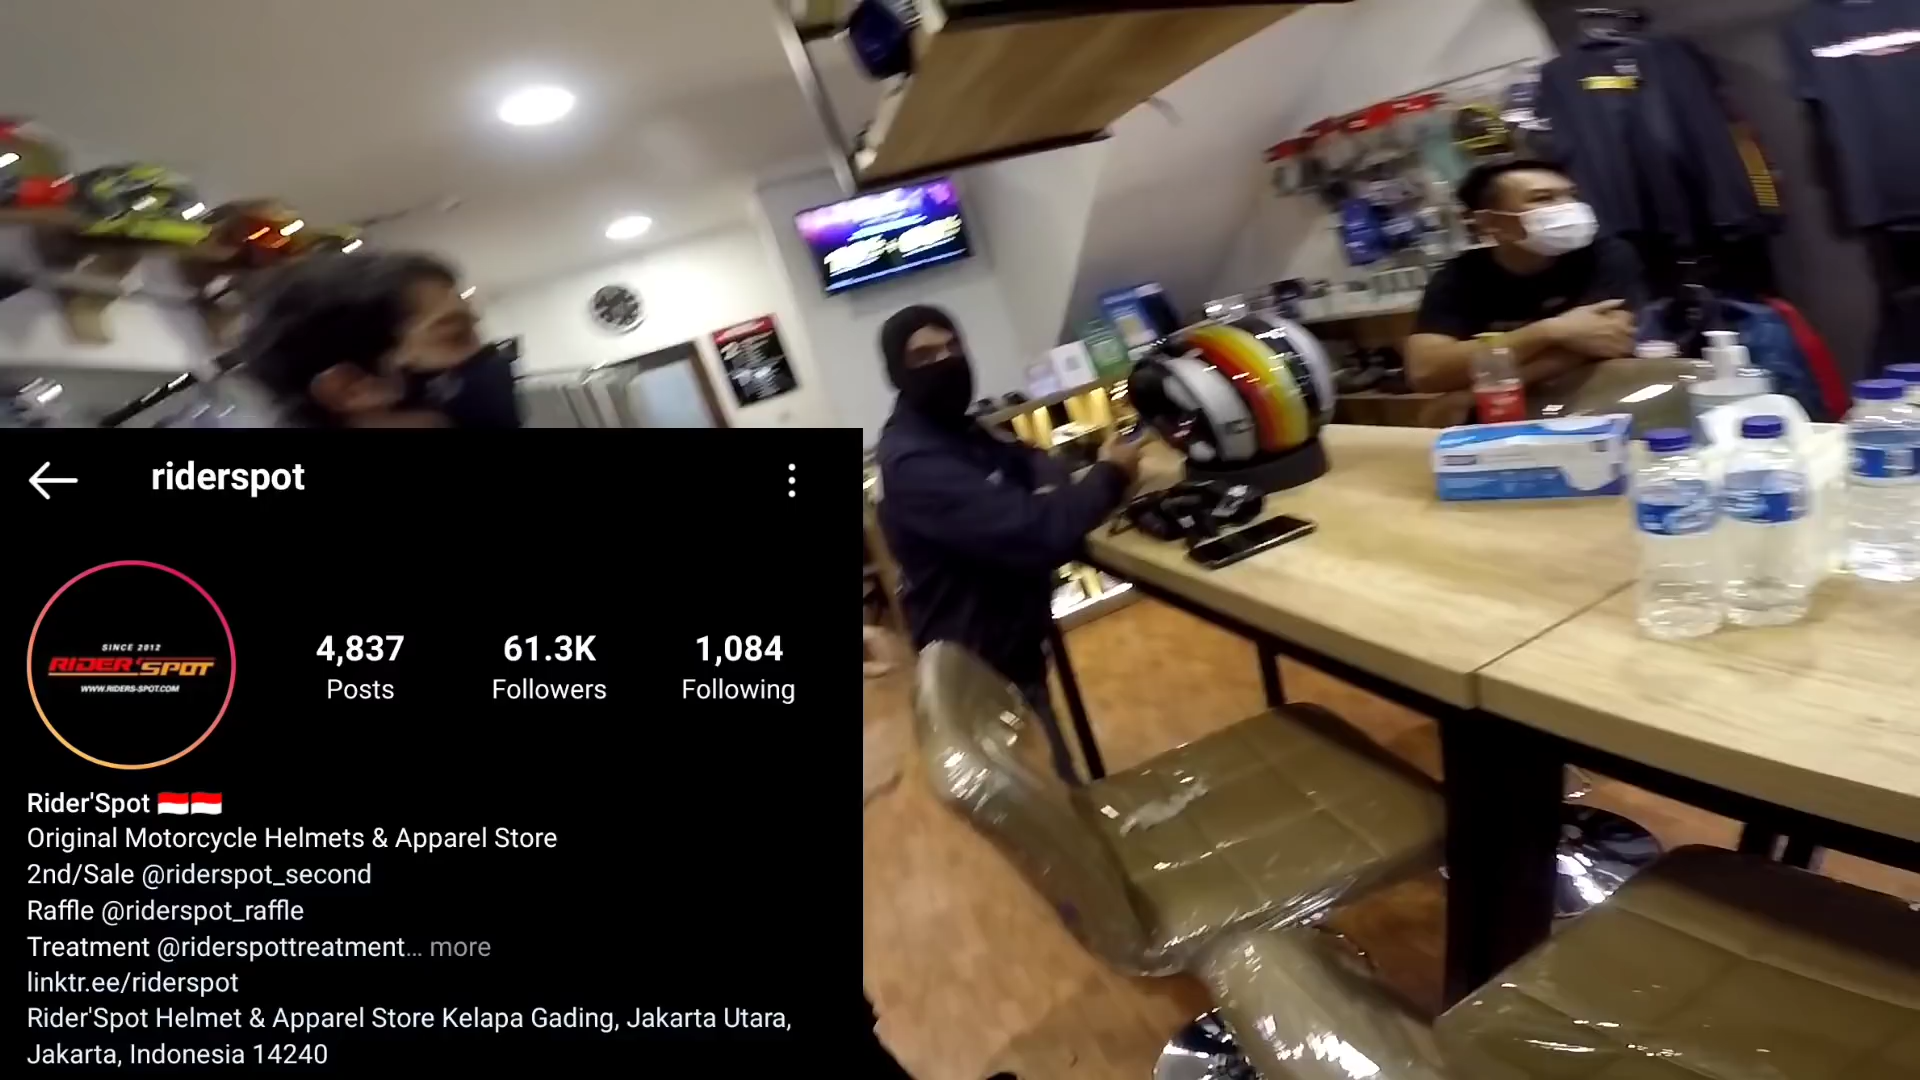 riderspot
SINCE 2012
RIDER'SPOT
WWW.RIDERS-SPOT.COM
4,837
Posts
61.3K
Followers
1,084
Following
Rider'Spot 🇮🇩🇮🇩
Original Motorcycle Helmets & Apparel Store
2nd/Sale @riderspot_second
Raffle @riderspot_raffle
Treatment @riderspottreatment... more
linktr.ee/riderspot
Rider'Spot Helmet & Apparel Store Kelapa Gading, Jakarta Utara,
Jakarta, Indonesia 14240